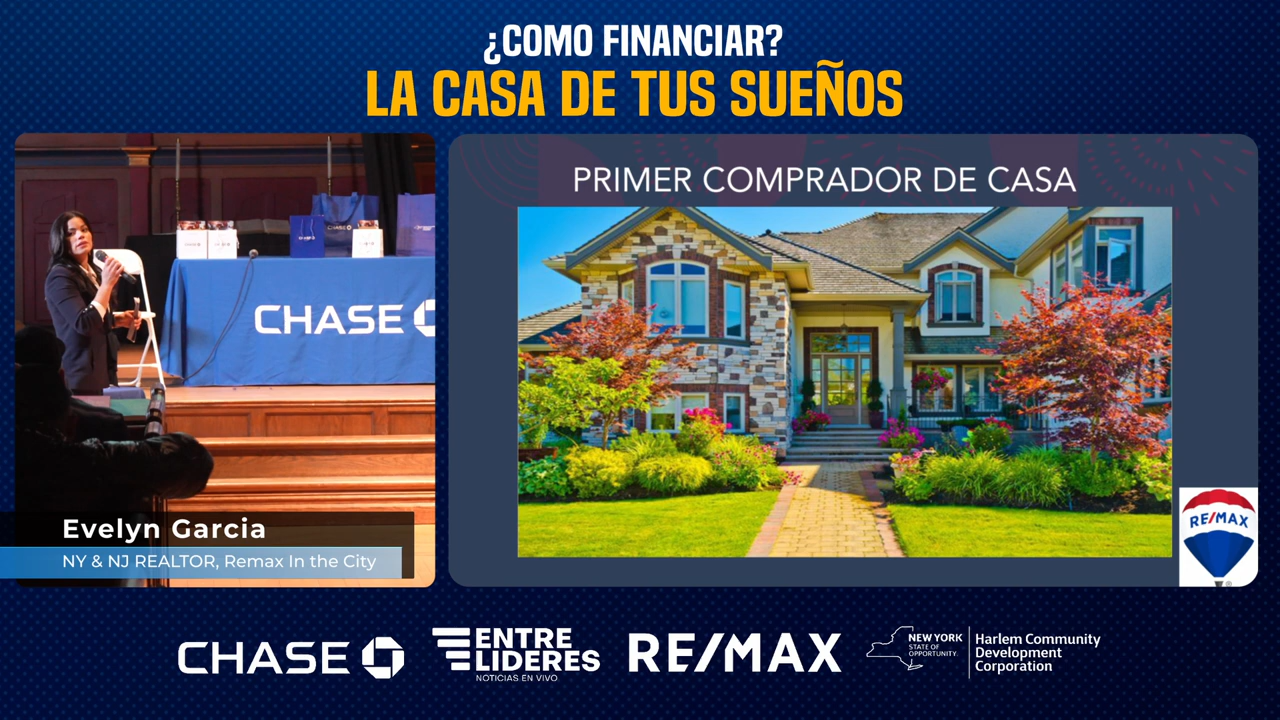 ¿COMO FINANCIAR?
LA CASA DE TUS SUEÑOS
PRIMER COMPRADOR DE CASA
CHASE
CHASE
Evelyn Garcia
NY & NJ REALTOR, Remax In the City
RE/MAX
CHASE
ENTRE
LIDERES
NOTICIAS EN VIVO
RE/MAX
NEW YORK
STATE OF
OPPORTUNITY.
Harlem Community
Development
Corporation